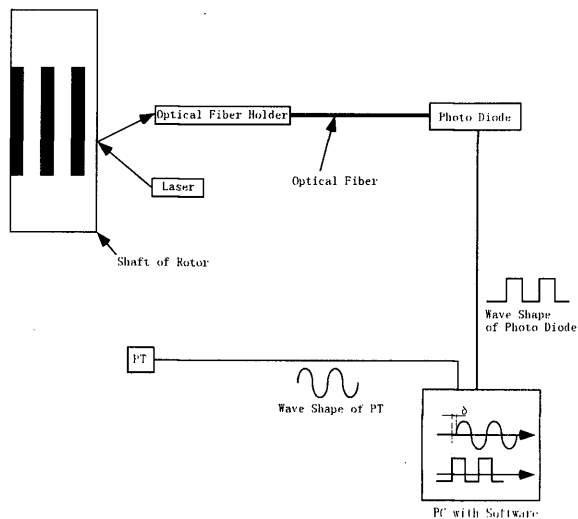 Optical Fiber Holder
Photo Diode
Optical Fiber
Laser
Shaft of Rotor
Wave Shape
of Photo Diode
PT
Wave Shape of PT
δ
PC with Software